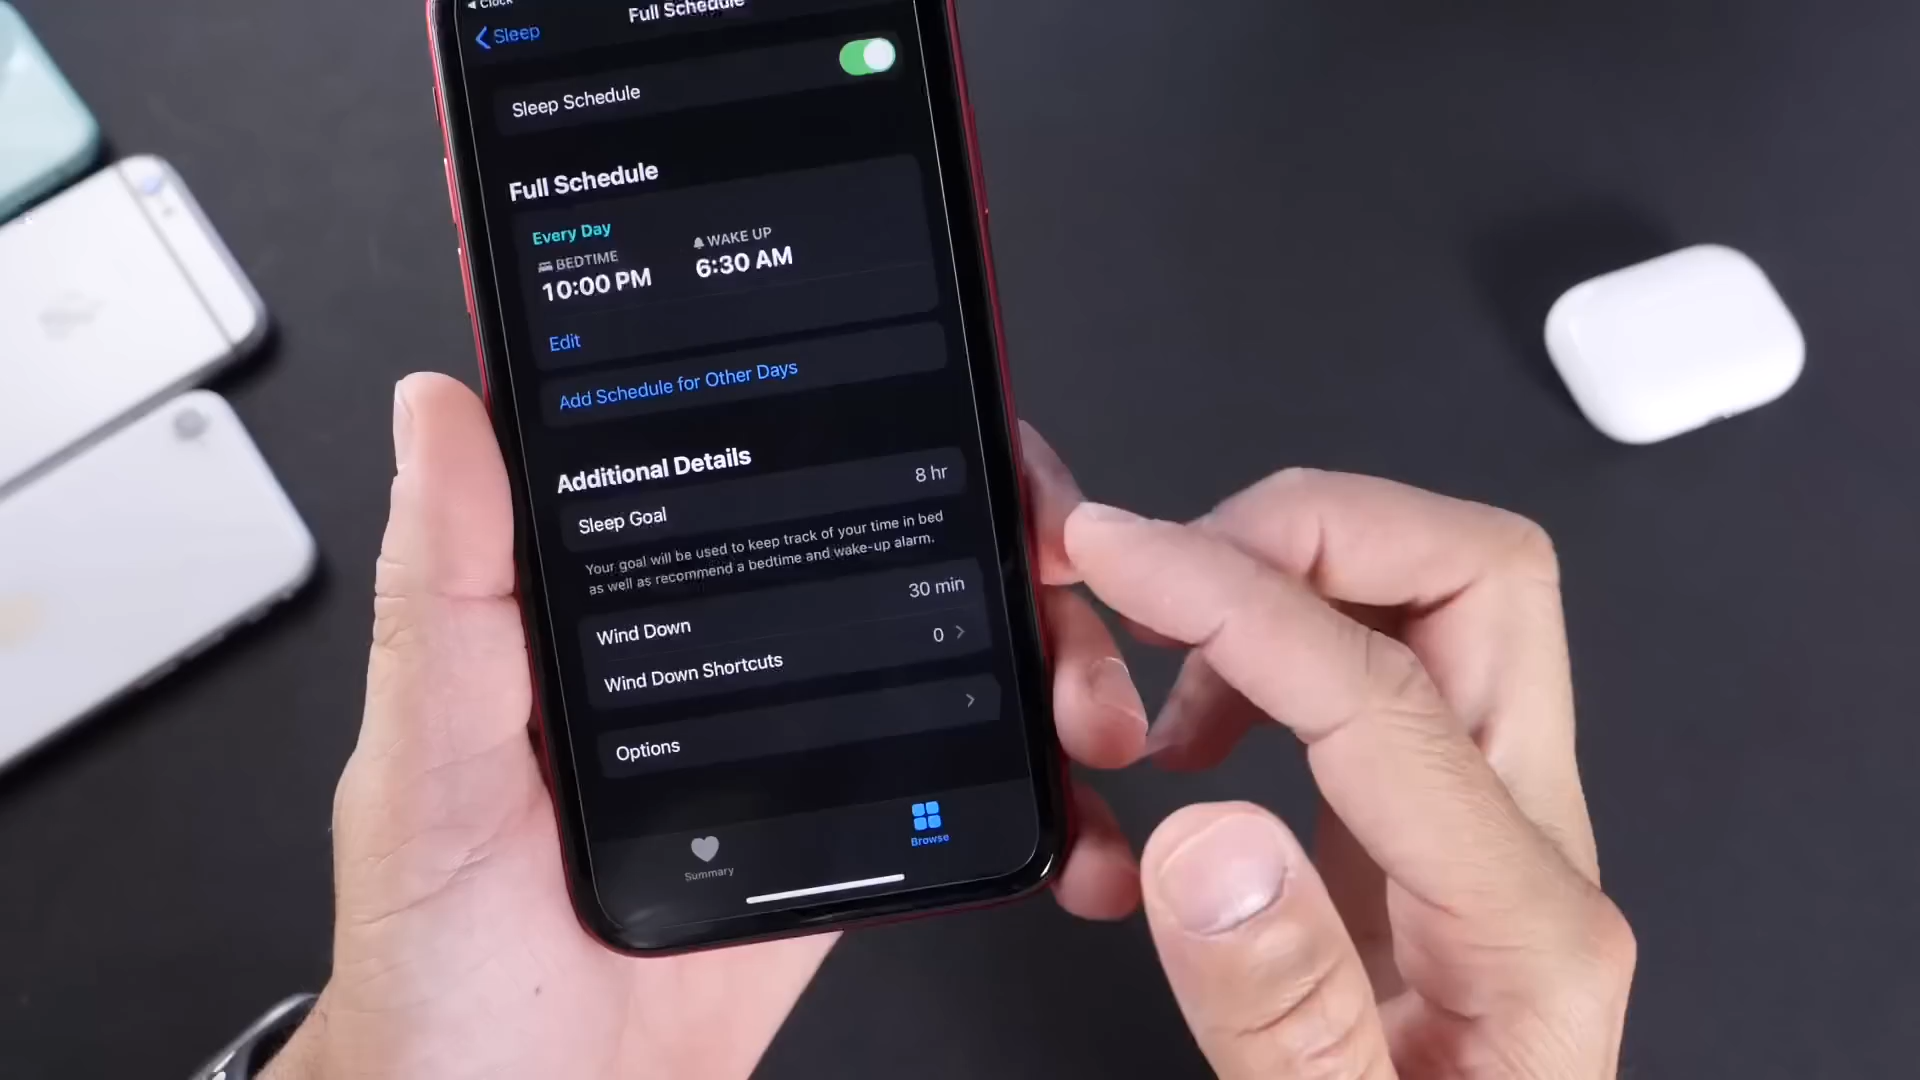 Clock
Sleep
Full Schedule
Sleep Schedule
Full Schedule
Every Day
BEDTIME
10:00 PM
WAKE UP
6:30 AM
Edit
Add Schedule for Other Days
Additional Details
Sleep Goal 8 hr
Your goal will be used to keep track of your time in bed
as well as recommend a bedtime and wake-up alarm.
Wind Down 30 min
Wind Down Shortcuts 0
Options
Summary
Browse